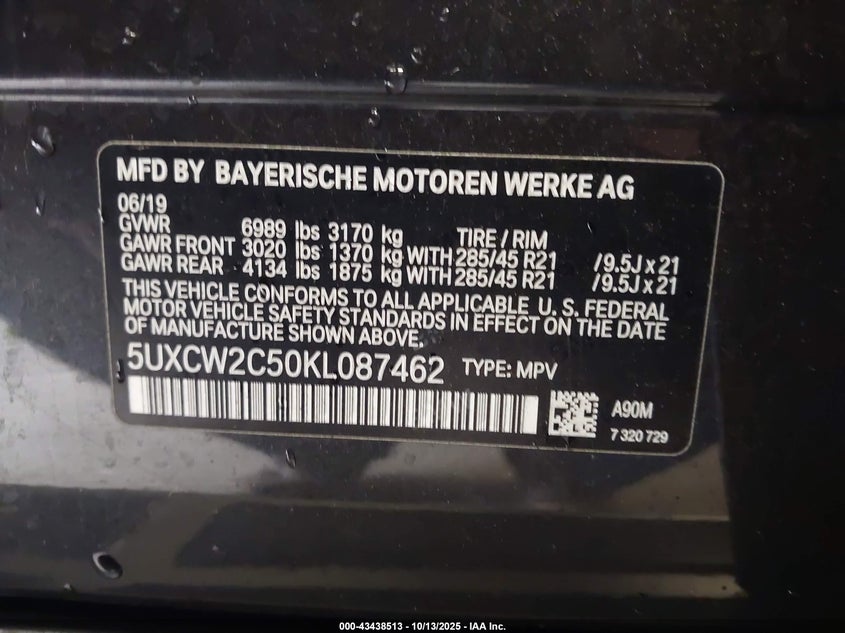 MFD BY BAYERISCHE MOTOREN WERKE AG
06/19
GVWR 6989 lbs 3170 kg TIRE / RIM
GAWR FRONT 3020 lbs 1370 kg WITH 285/45 R21 /9.5J x 21
GAWR REAR 4134 lbs 1875 kg WITH 285/45 R21 /9.5J x 21
THIS VEHICLE CONFORMS TO ALL APPLICABLE U. S. FEDERAL
MOTOR VEHICLE SAFETY STANDARDS IN EFFECT ON THE DATE
OF MANUFACTURE SHOWN ABOVE.
5UXCW2C50KL087462 TYPE: MPV
A90M
7 320 729
000-43438513 - 10/13/2025 - IAA Inc.